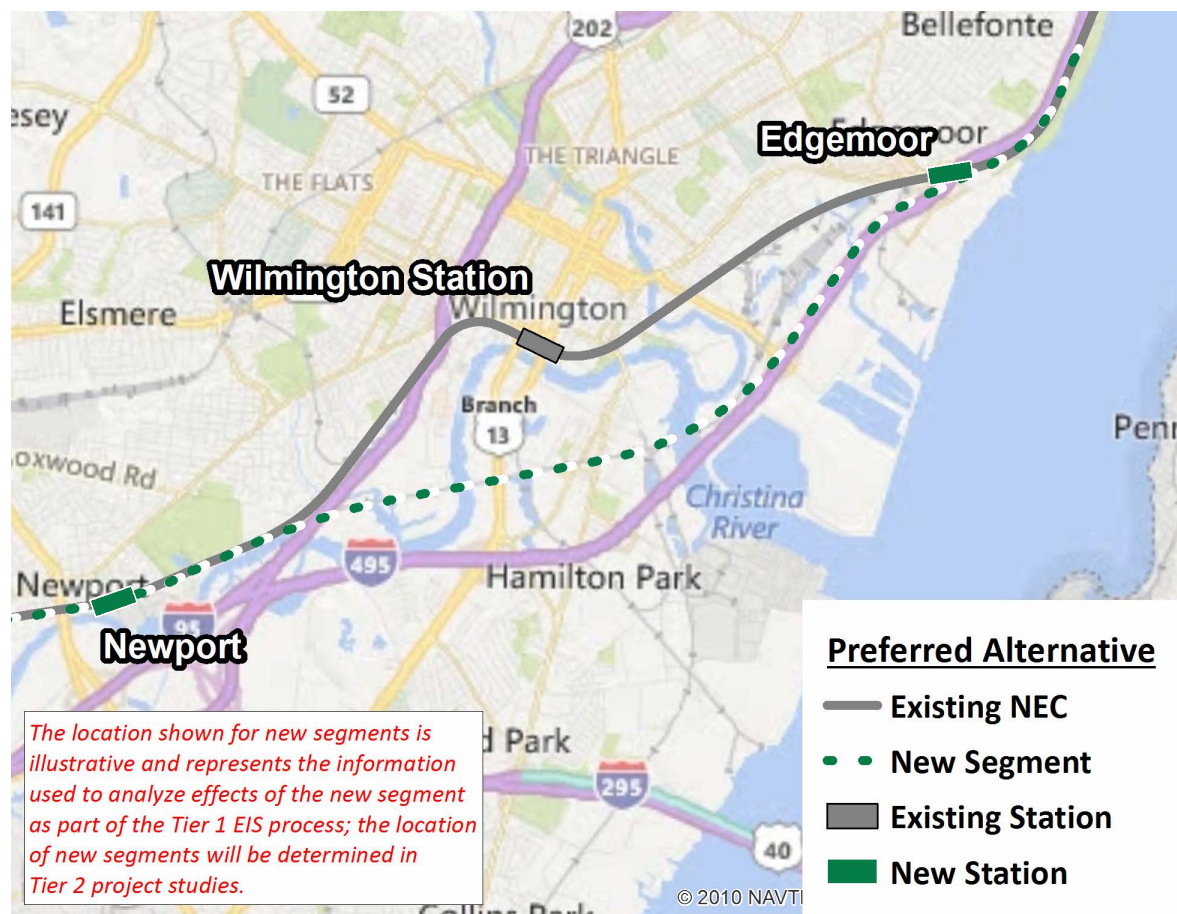 202
Bellefonte
52
esey
Edgemoor
Edgemoor
THE TRIANGLE
THE FLATS
141
Wilmington Station
Elsmere
Wilmington
Branch
13
Penn
oxwood Rd
Christina
River
495
Newport
Hamilton Park
95
Newport
Preferred Alternative
Existing NEC
New Segment
Existing Station
New Station
The location shown for new segments is
illustrative and represents the information
used to analyze effects of the new segment
as part of the Tier 1 EIS process; the location
of new segments will be determined in
Tier 2 project studies.
d Park
295
40
© 2010 NAVT
Collins Park